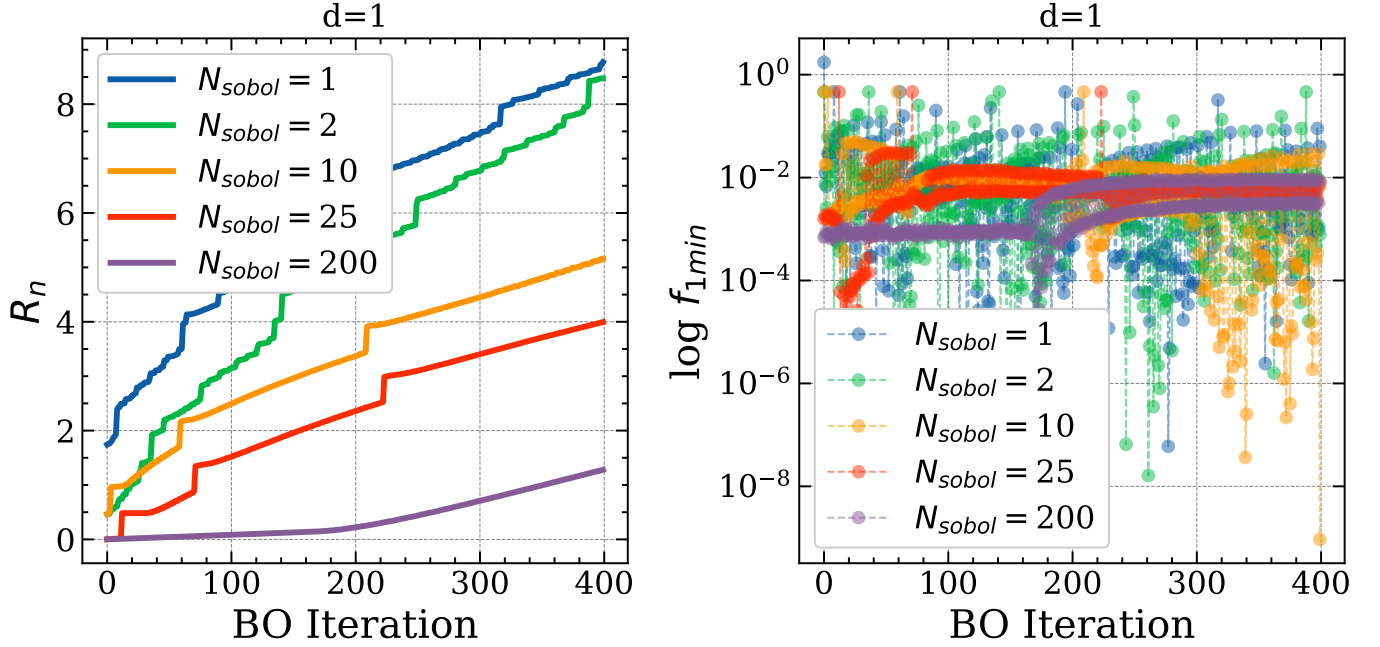 d=1
N_sobol = 1
N_sobol = 2
N_sobol = 10
N_sobol = 25
N_sobol = 200
R_n
8
6
4
2
0
0 100 200 300 400
BO Iteration
d=1
log f_1min
10^0
10^-2
10^-4
10^-6
10^-8
N_sobol = 1
N_sobol = 2
N_sobol = 10
N_sobol = 25
N_sobol = 200
0 100 200 300 400
BO Iteration